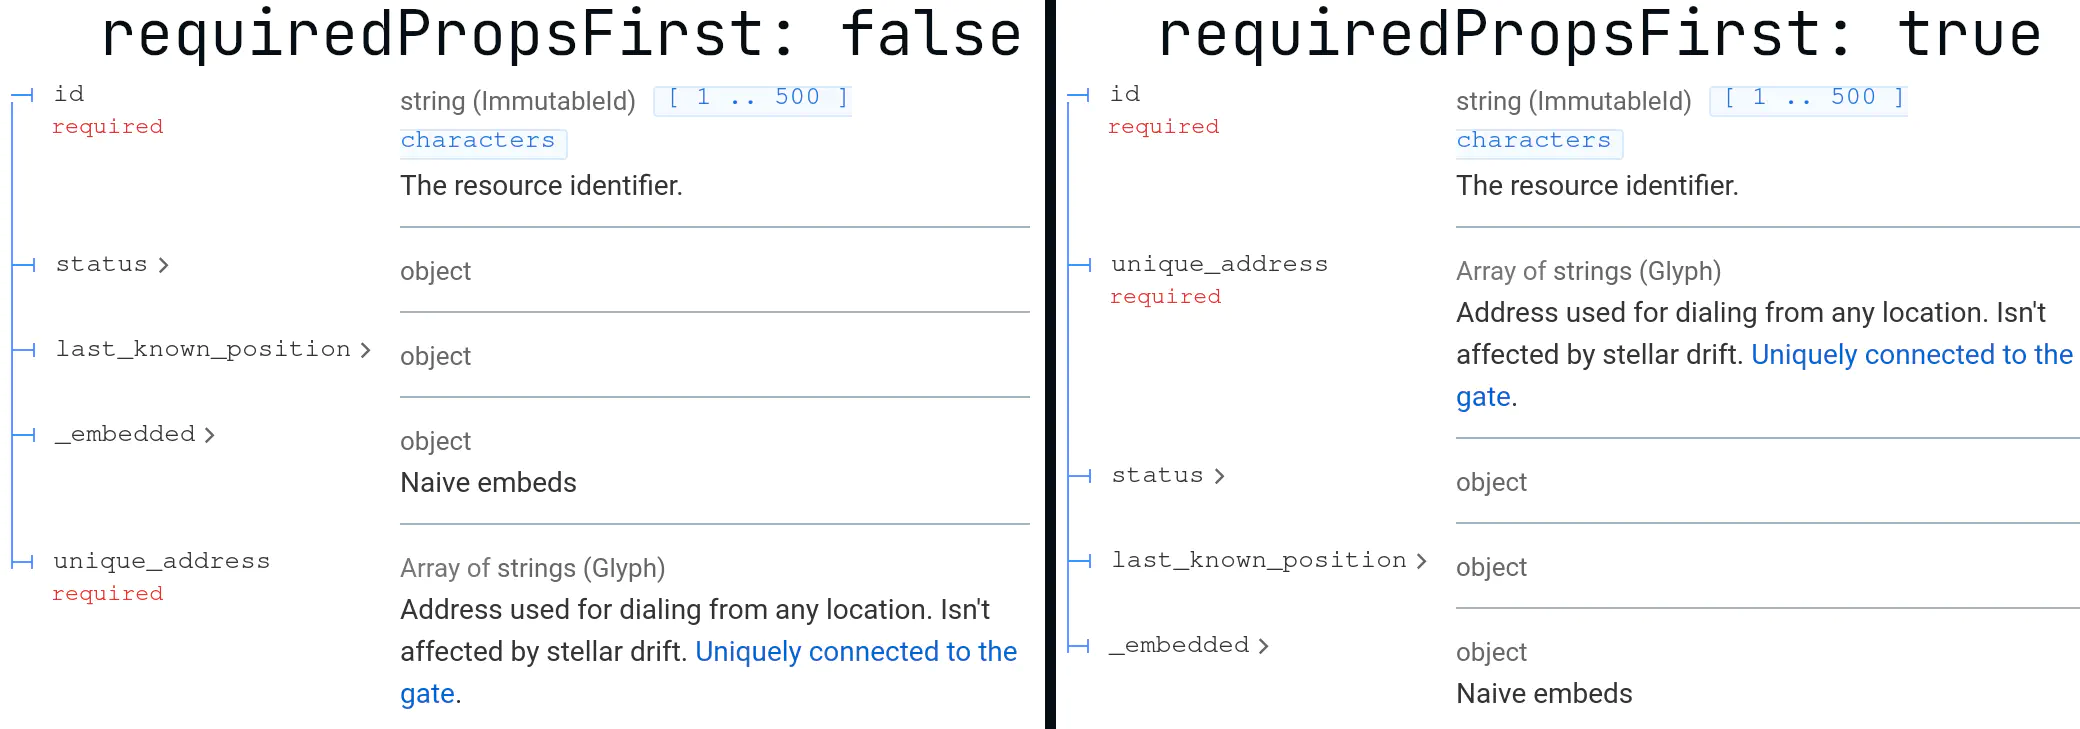 requiredPropsFirst: false
id
required
string (ImmutableId) [ 1 .. 500 ]
characters
The resource identifier.
status
object
last_known_position
object
_embedded
object
Naive embeds
unique_address
required
Array of strings (Glyph)
Address used for dialing from any location. Isn't
affected by stellar drift. Uniquely connected to the
gate.
requiredPropsFirst: true
id
required
string (ImmutableId) [ 1 .. 500 ]
characters
The resource identifier.
unique_address
required
Array of strings (Glyph)
Address used for dialing from any location. Isn't
affected by stellar drift. Uniquely connected to the
gate.
status
object
last_known_position
object
_embedded
object
Naive embeds